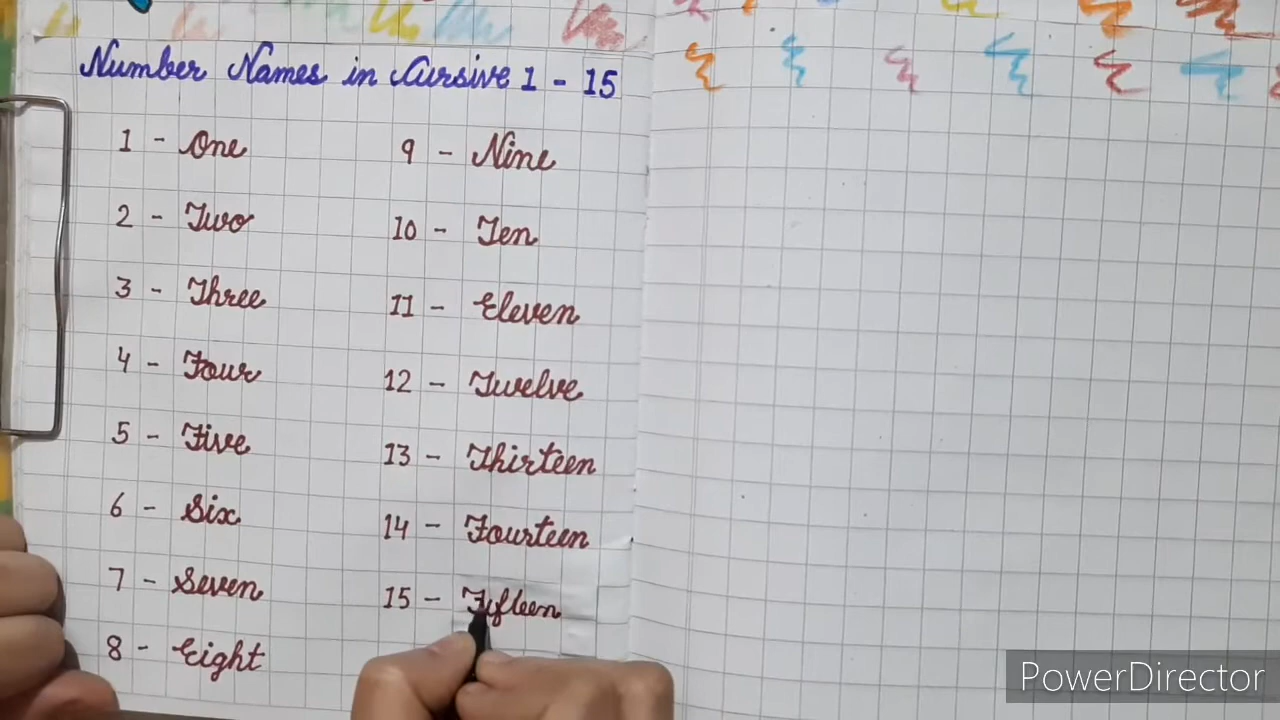 Number Names in Cursive 1 - 15
1 - One
2 - Two
3 - Three
4 - Four
5 - Five
6 - Six
7 - Seven
8 - Eight
9 - Nine
10 - Ten
11 - Eleven
12 - Twelve
13 - Thirteen
14 - Fourteen
15 - Fifteen
PowerDirector